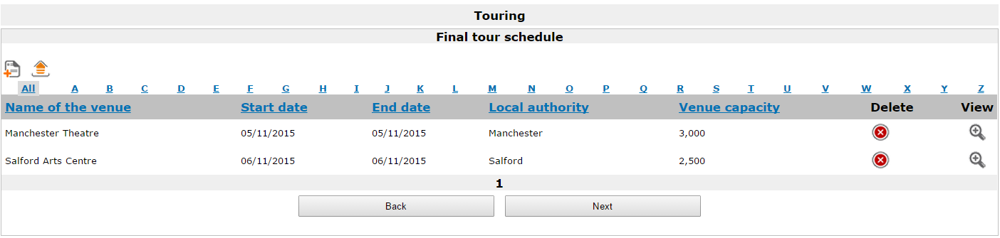 Touring
Final tour schedule
All A B C D E F G H I J K L M N O P Q R S T U V W X Y Z
Name of the venue Start date End date Local authority Venue capacity Delete View
Manchester Theatre 05/11/2015 05/11/2015 Manchester 3,000
Salford Arts Centre 06/11/2015 06/11/2015 Salford 2,500
1
Back Next